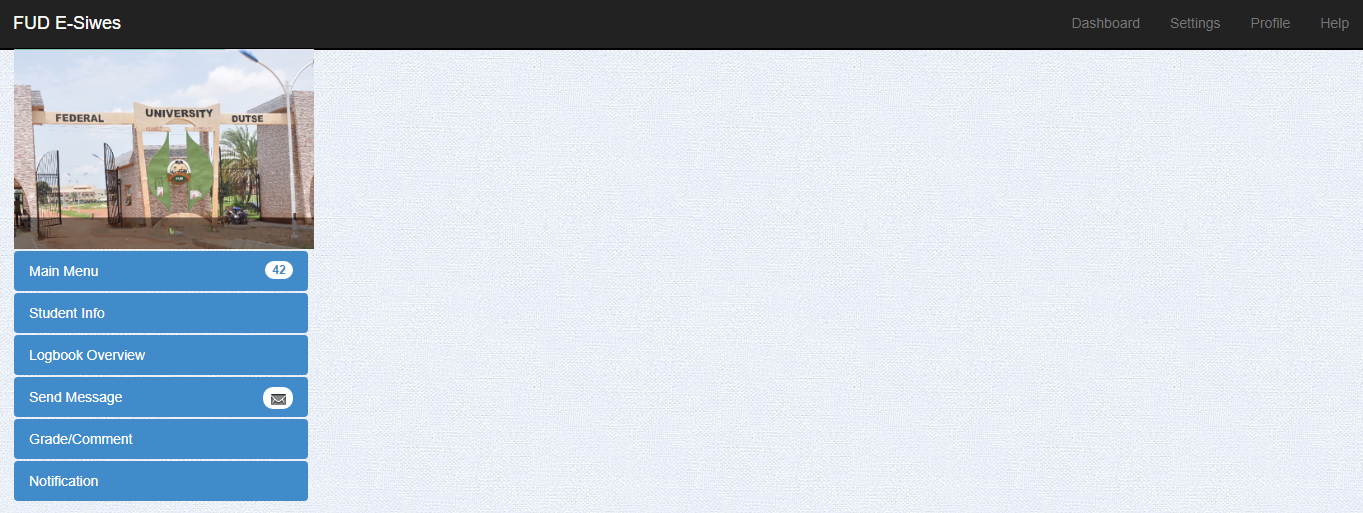 FUD E-Siwes
Dashboard Settings Profile Help
FEDERAL UNIVERSITY DUTSE
FUD
Main Menu 42
Student Info
Logbook Overview
Send Message
Grade/Comment
Notification